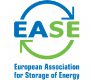 EASE
European Association
for Storage of Energy